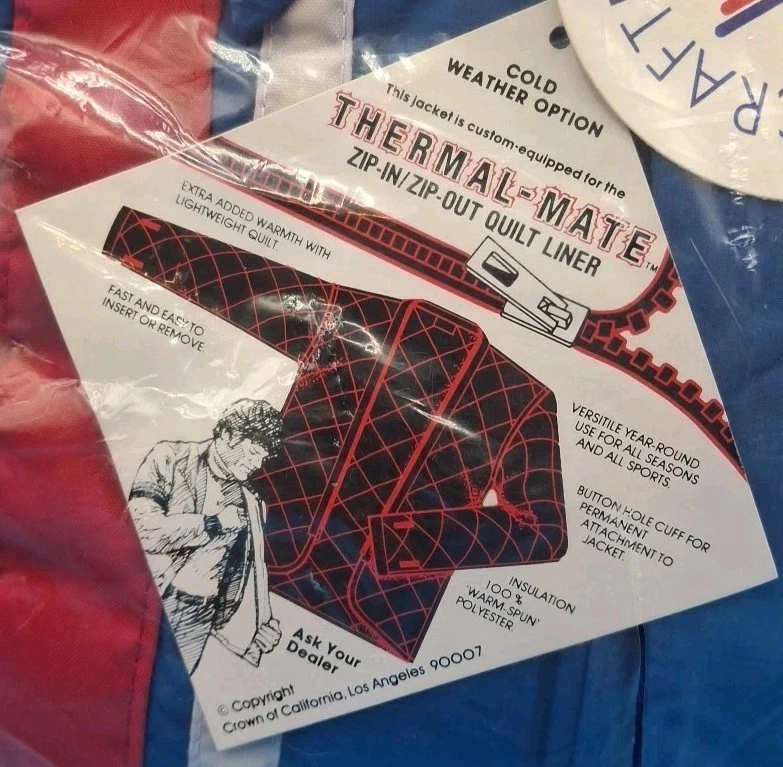 COLD
WEATHER OPTION
This jacket is custom-equipped for the
THERMAL-MATE™
ZIP-IN/ZIP-OUT QUILT LINER
EXTRA ADDED WARMTH WITH
LIGHTWEIGHT QUILT.
FAST AND EASY TO
INSERT OR REMOVE.
VERSITILE YEAR-ROUND
USE FOR ALL SEASONS
AND ALL SPORTS.
BUTTON HOLE CUFF FOR
PERMANENT
ATTACHMENT TO
JACKET.
INSULATION
100 %
'WARM-SPUN'
POLYESTER
Ask Your
Dealer
© Copyright
Crown of California, Los Angeles 90007
CRAFT